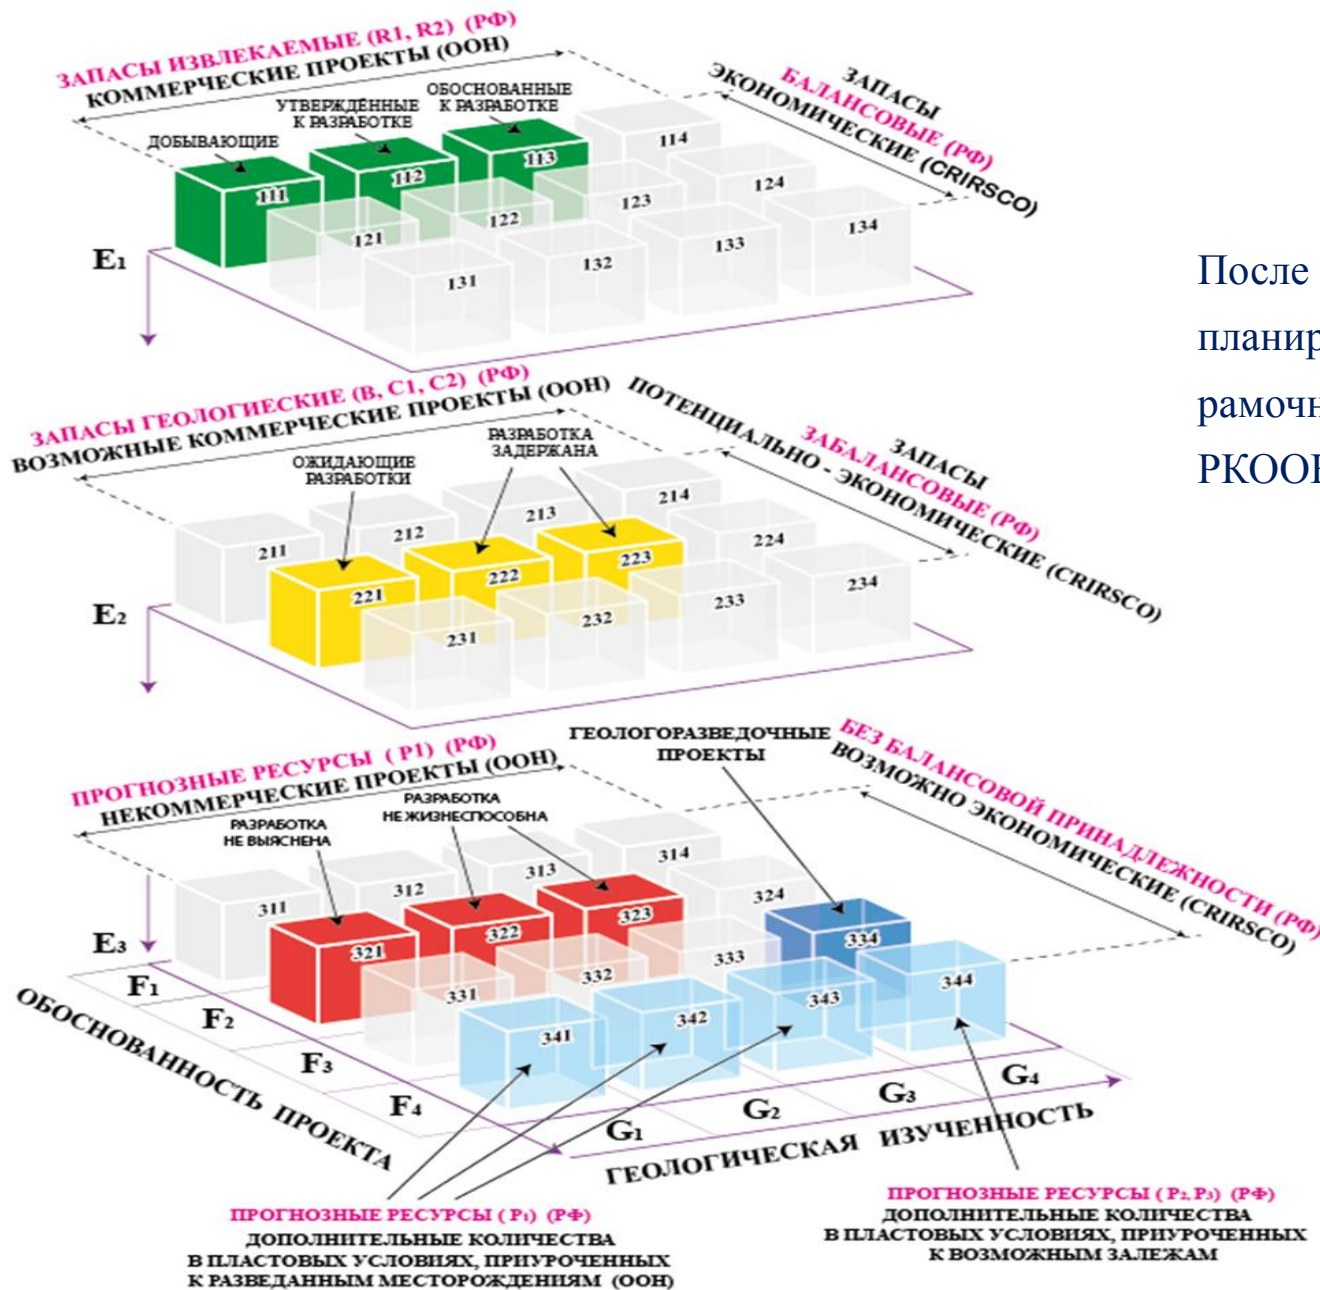 ЗАПАСЫ ИЗВЛЕКАЕМЫЕ (R1, R2) (РФ)
КОММЕРЧЕСКИЕ ПРОЕКТЫ (ООН)
ЗАПАСЫ
БАЛАНСОВЫЕ (РФ)
ЭКОНОМИЧЕСКИЕ (CRIRSCO)
ДОБЫВАЮЩИЕ
УТВЕРЖДЁННЫЕ
К РАЗРАБОТКЕ
ОБОСНОВАННЫЕ
К РАЗРАБОТКЕ
111
112
113
114
121
122
123
124
131
132
133
134
E1
После
планир
рамочн
ЗАПАСЫ ГЕОЛОГИЕСКИЕ (B, C1, C2) (РФ)
ВОЗМОЖНЫЕ КОММЕРЧЕСКИЕ ПРОЕКТЫ (ООН)
ЗАПАСЫ
ЗАБАЛАНСОВЫЕ (РФ)
ПОТЕНЦИАЛЬНО - ЭКОНОМИЧЕСКИЕ (CRIRSCO)
ОЖИДАЮЩИЕ
РАЗРАБОТКИ
РАЗРАБОТКА
ЗАДЕРЖАНА
211
212
213
214
221
222
223
224
231
232
233
234
E2
ПРОГНОЗНЫЕ РЕСУРСЫ ( P1) (РФ)
НЕКОММЕРЧЕСКИЕ ПРОЕКТЫ (ООН)
ГЕОЛОГОРАЗВЕДОЧНЫЕ
ПРОЕКТЫ
БЕЗ БАЛАНСОВОЙ ПРИНАДЛЕЖНОСТИ (РФ)
ВОЗМОЖНО ЭКОНОМИЧЕСКИЕ (CRIRSCO)
РАЗРАБОТКА
НЕ ВЫЯСНЕНА
РАЗРАБОТКА
НЕ ЖИЗНЕСПОСОБНА
311
312
313
314
321
322
323
324
331
332
333
334
341
342
343
344
E3
F1
F2
F3
F4
ОБОСНОВАННОСТЬ ПРОЕКТА
G1
G2
G3
G4
ГЕОЛОГИЧЕСКАЯ ИЗУЧЕННОСТЬ
ПРОГНОЗНЫЕ РЕСУРСЫ ( P1) (РФ)
ДОПОЛНИТЕЛЬНЫЕ КОЛИЧЕСТВА
В ПЛАСТОВЫХ УСЛОВИЯХ, ПРИУРОЧЕННЫХ
К РАЗВЕДАННЫМ МЕСТОРОЖДЕНИЯМ (ООН)
ПРОГНОЗНЫЕ РЕСУРСЫ ( P2, P3) (РФ)
ДОПОЛНИТЕЛЬНЫЕ КОЛИЧЕСТВА
В ПЛАСТОВЫХ УСЛОВИЯХ, ПРИУРОЧЕННЫХ
К ВОЗМОЖНЫМ ЗАЛЕЖАМ